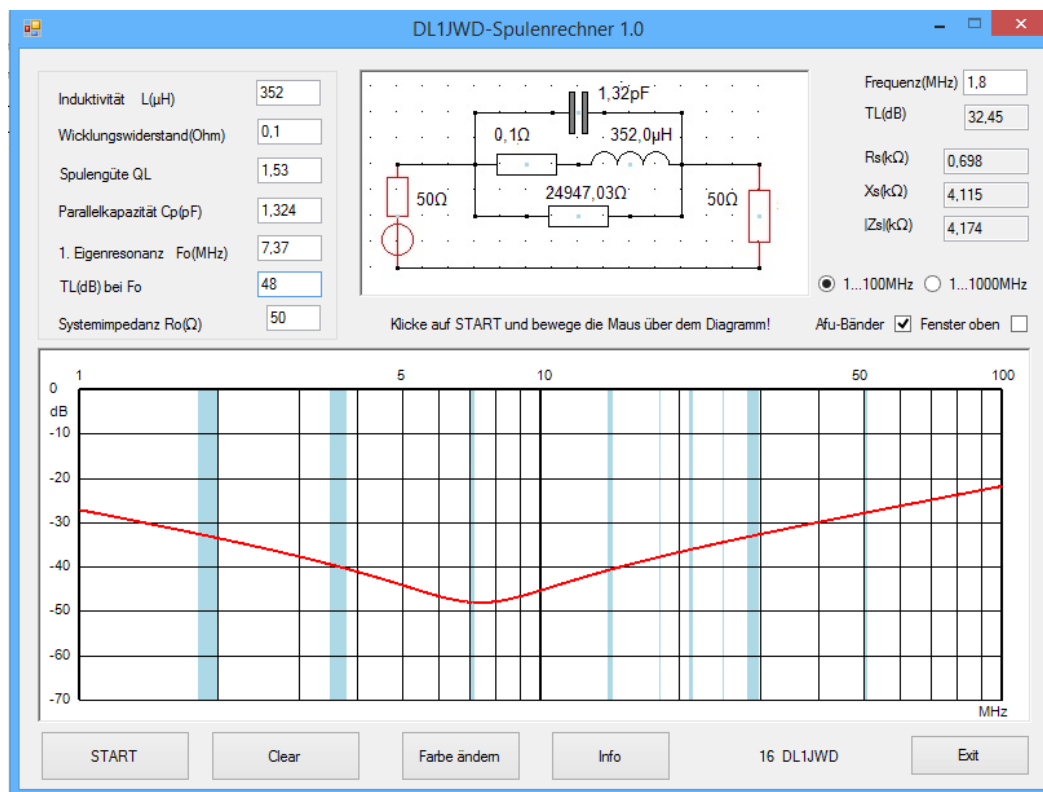 DL1JWD-Spulenrechner 1.0
Induktivität L(µH) 352
Wicklungswiderstand(Ohm) 0,1
Spulengüte QL 1,53
Parallelkapazität Cp(pF) 1,324
1. Eigenresonanz Fo(MHz) 7,37
TL(dB) bei Fo 48
Systemimpedanz Ro(Ω) 50
1,32pF
0,1Ω 352,0µH
24947,03Ω
50Ω 50Ω
Frequenz(MHz) 1,8
TL(dB) 32,45
Rs(kΩ) 0,698
Xs(kΩ) 4,115
|Zs|(kΩ) 4,174
1...100MHz 1...1000MHz
Klicke auf START und bewege die Maus über dem Diagramm! Afu-Bänder Fenster oben
1 5 10 50 100
0
dB
-10
-20
-30
-40
-50
-60
-70
MHz
START Clear Farbe ändern Info 16 DL1JWD Exit